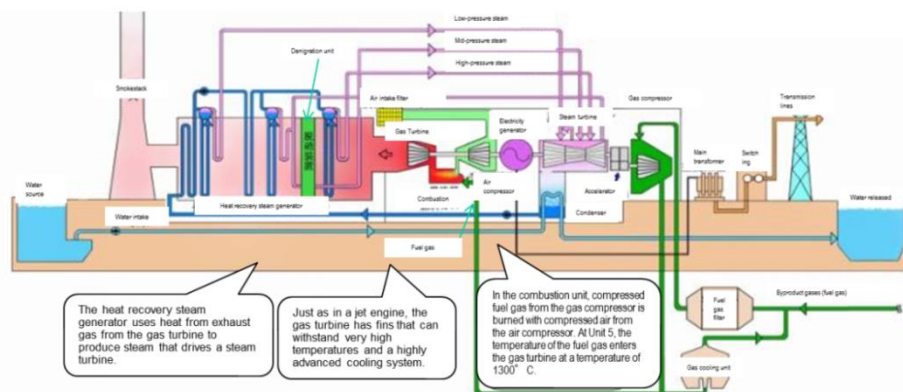 Low-pressure steam
Denigration unit
Mid-pressure steam
High-pressure steam
Smokestack
Air intake filter
Gas compressor
Transmission
lines
Electricity
generator
Steam turbine
Gas Turbine
Main
transformer
Switch
ing
Water
source
Air
compressor
Accelerator
Water released
Combustion
Heat recovery steam generator
Condenser
Water intake
Fuel gas
The heat recovery steam
generator uses heat from exhaust
gas from the gas turbine to
produce steam that drives a steam
turbine.
Just as in a jet engine, the
gas turbine has fins that can
withstand very high
temperatures and a highly
advanced cooling system.
In the combustion unit, compressed
fuel gas from the gas compressor is
burned with compressed air from
the air compressor. At Unit 5, the
temperature of the fuel gas enters
the gas turbine at a temperature of
1300° C.
Fuel
gas
filter
Byproduct gases (fuel gas)
Gas cooling unit